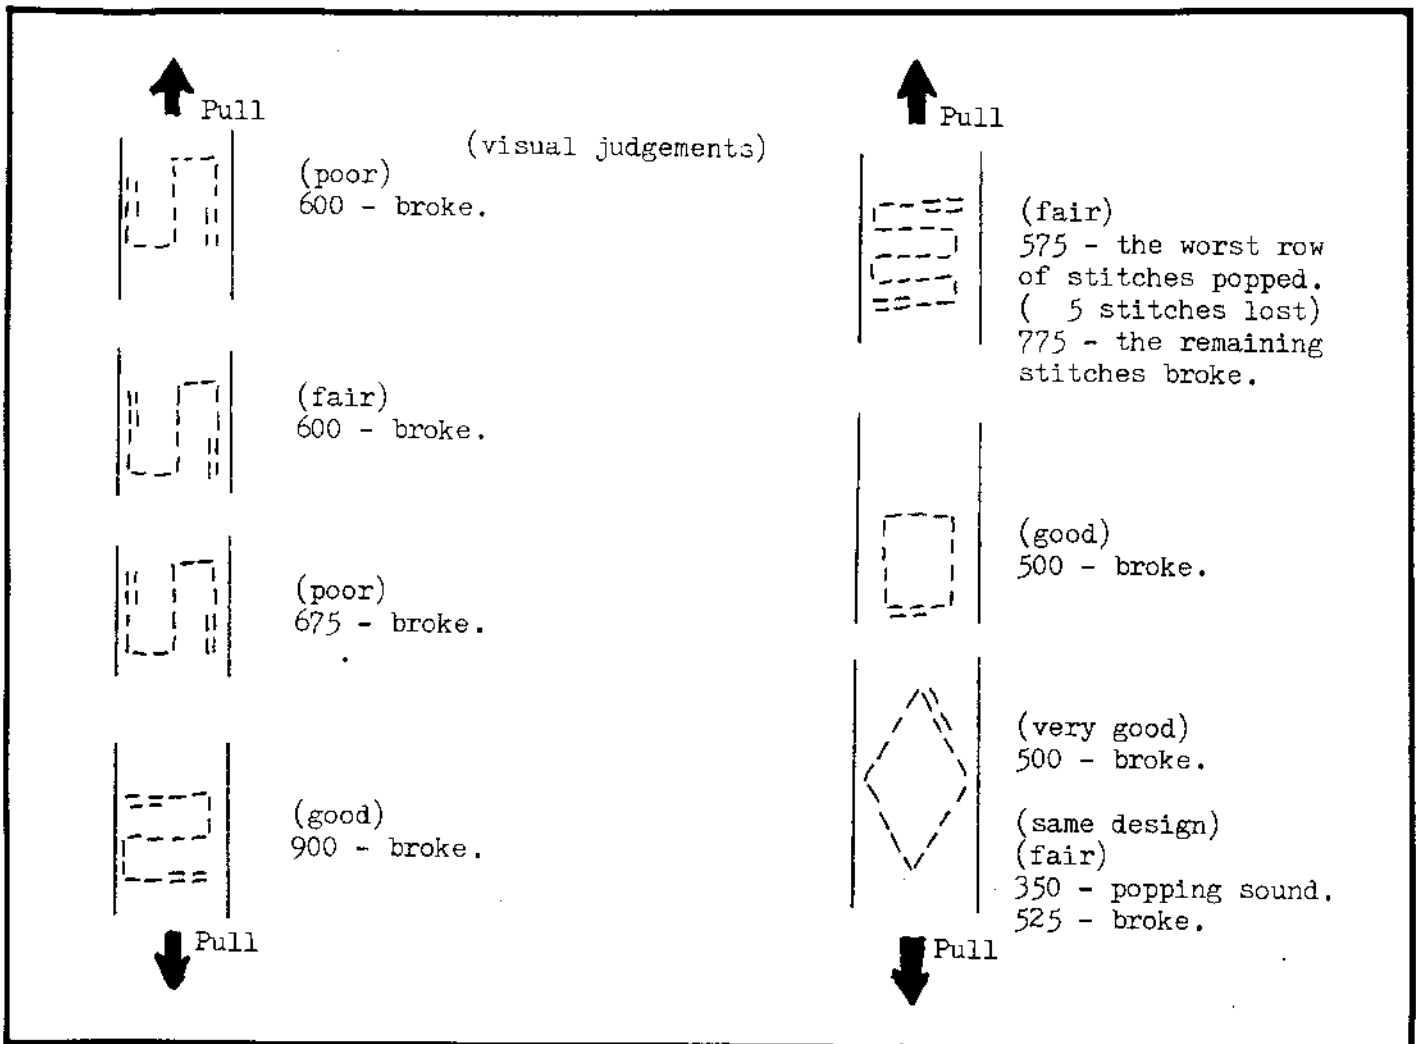 Pull
(visual judgements)
(poor)
600 - broke.
(fair)
600 - broke.
(poor)
675 - broke.
(good)
900 - broke.
Pull
Pull
(fair)
575 - the worst row
of stitches popped.
( 5 stitches lost)
775 - the remaining
stitches broke.
(good)
500 - broke.
(very good)
500 - broke.
(same design)
(fair)
350 - popping sound.
525 - broke.
Pull